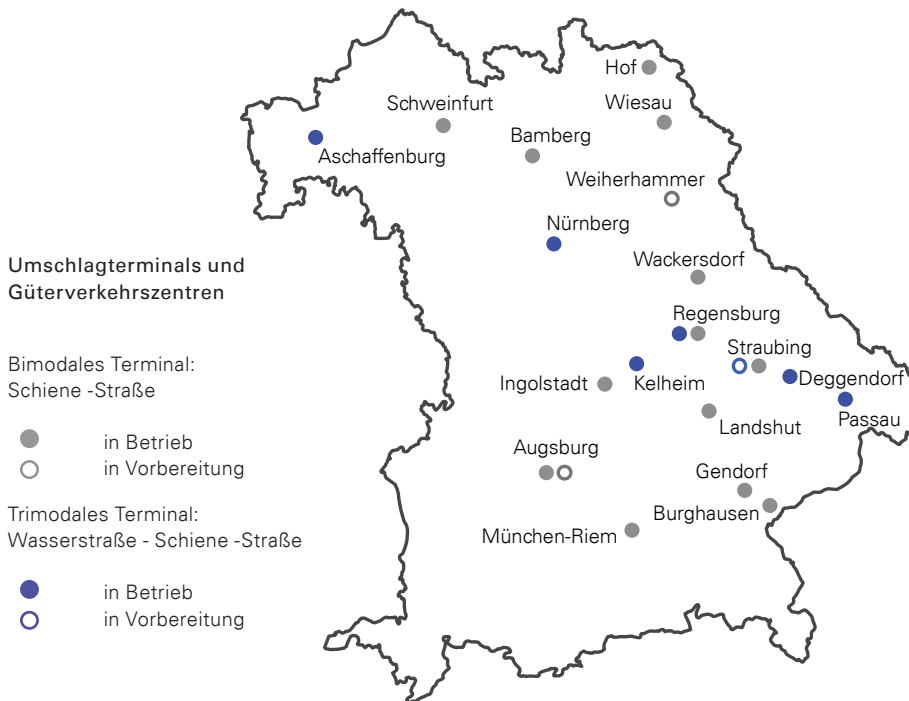 Hof
Schweinfurt
Wiesau
Bamberg
Aschaffenburg
Weiherhammer
Nürnberg
Umschlagterminals und
Güterverkehrszentren
Wackersdorf
Regensburg
Straubing
Bimodales Terminal:
Schiene -Straße
Ingolstadt
Kelheim
Deggendorf
Passau
Landshut
in Betrieb
in Vorbereitung
Augsburg
Gendorf
Burghausen
Trimodales Terminal:
Wasserstraße - Schiene -Straße
München-Riem
in Betrieb
in Vorbereitung